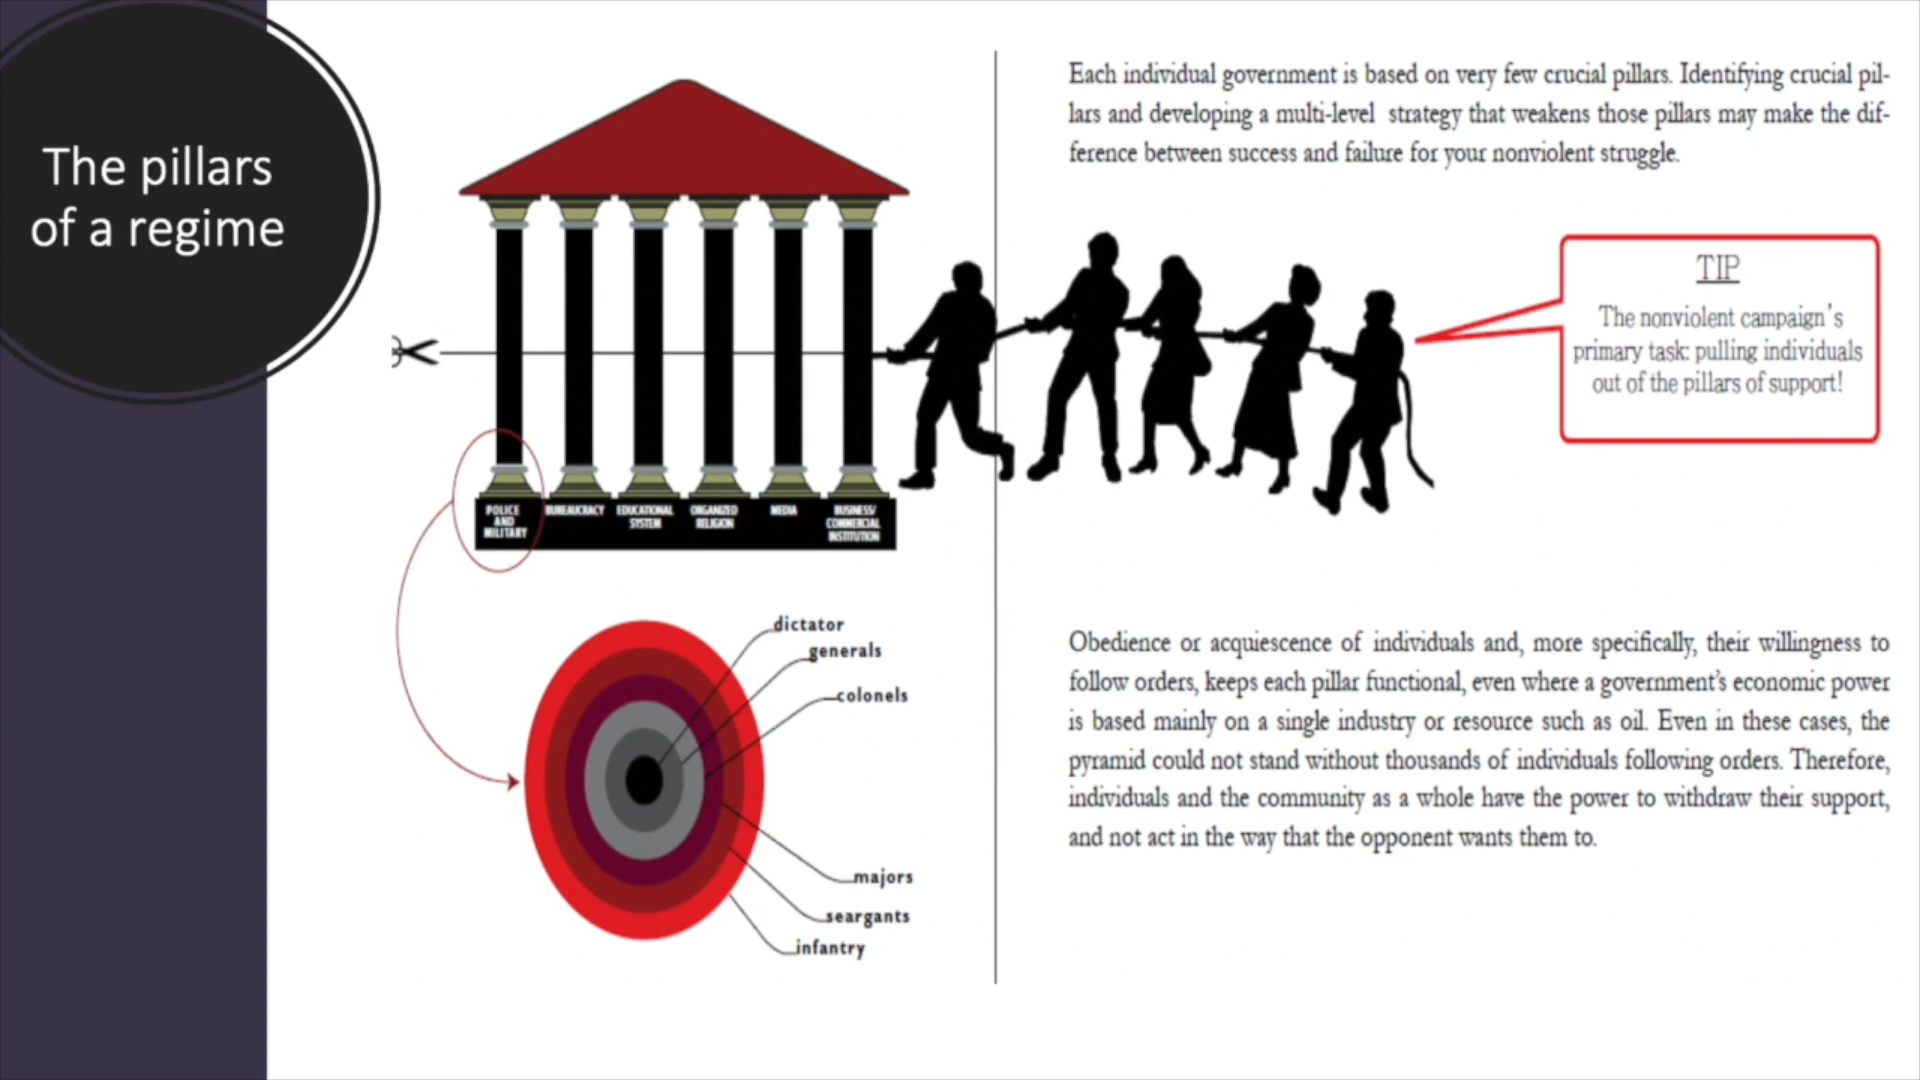 The pillars
of a regime
POLICE
AND
MILITARY
BUREAUCRACY
EDUCATIONAL
SYSTEM
ORGANIZED
RELIGION
MEDIA
BUSINESS/
COMMERCIAL
INSTITUTION
dictator
generals
colonels
majors
seargants
infantry
Each individual government is based on very few crucial pillars. Identifying crucial pil-
lars and developing a multi-level strategy that weakens those pillars may make the dif-
ference between success and failure for your nonviolent struggle.
TIP
The nonviolent campaign's
primary task: pulling individuals
out of the pillars of support!
Obedience or acquiescence of individuals and, more specifically, their willingness to
follow orders, keeps each pillar functional, even where a government's economic power
is based mainly on a single industry or resource such as oil. Even in these cases, the
pyramid could not stand without thousands of individuals following orders. Therefore,
individuals and the community as a whole have the power to withdraw their support,
and not act in the way that the opponent wants them to.